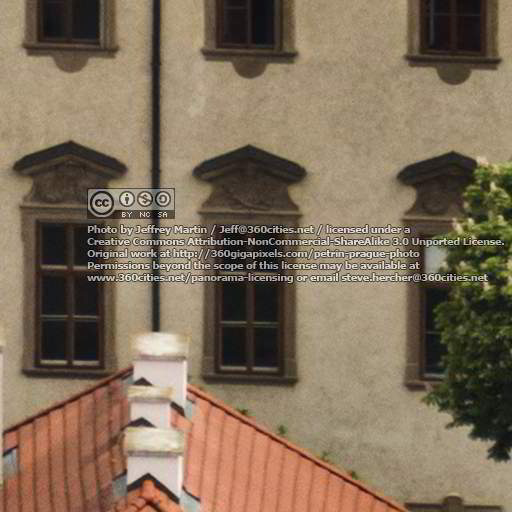 cc
BY NC SA
Photo by Jeffrey Martin / Jeff@360cities.net / licensed under a
Creative Commons Attribution-NonCommercial-ShareAlike 3.0 Unported License.
Original work at http://360gigapixels.com/petrin-prague-photo
Permissions beyond the scope of this license may be available at
www.360cities.net/panorama-licensing or email steve.hercher@360cities.net